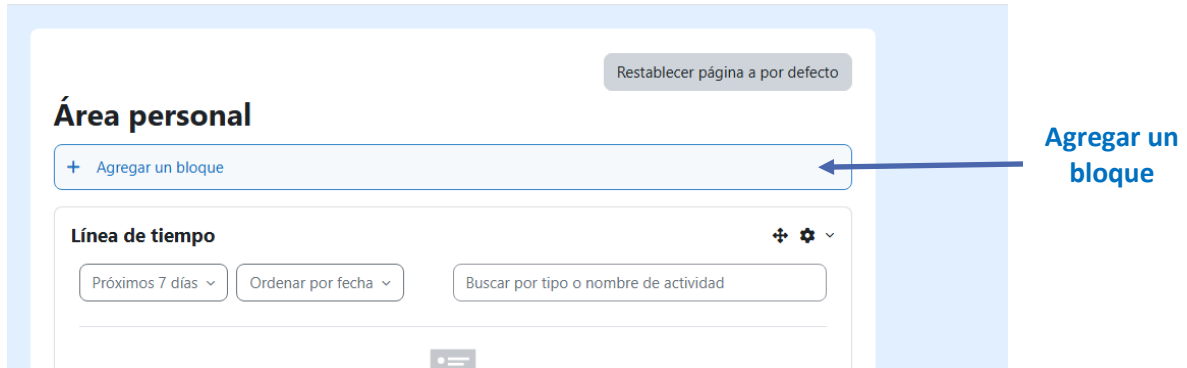 Restablecer página a por defecto
Área personal
+ Agregar un bloque
Agregar un
bloque
Línea de tiempo
Próximos 7 días
Ordenar por fecha
Buscar por tipo o nombre de actividad